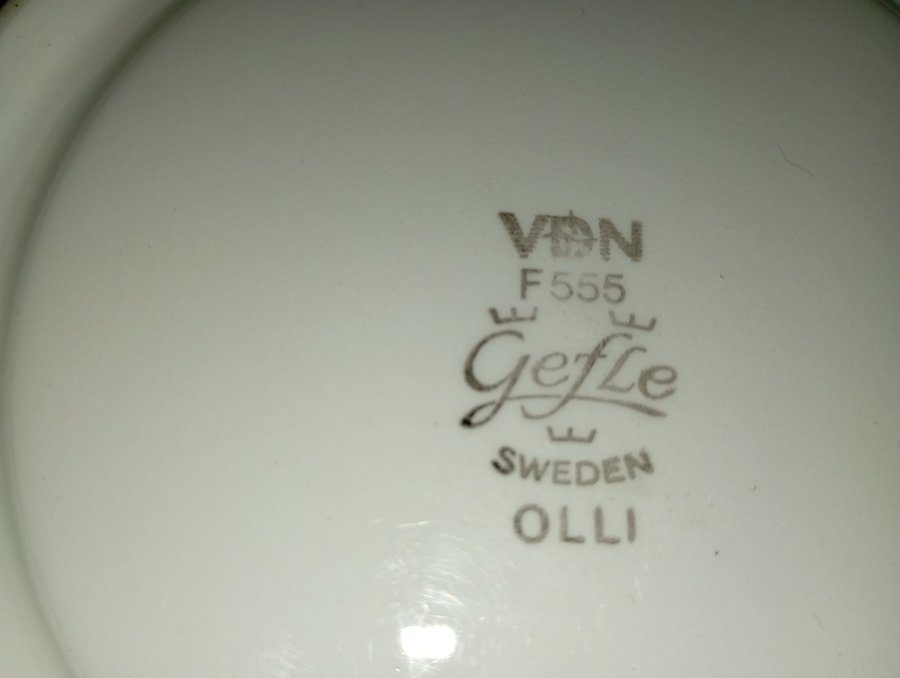 VDN
F555
Gefle
SWEDEN
OLLI